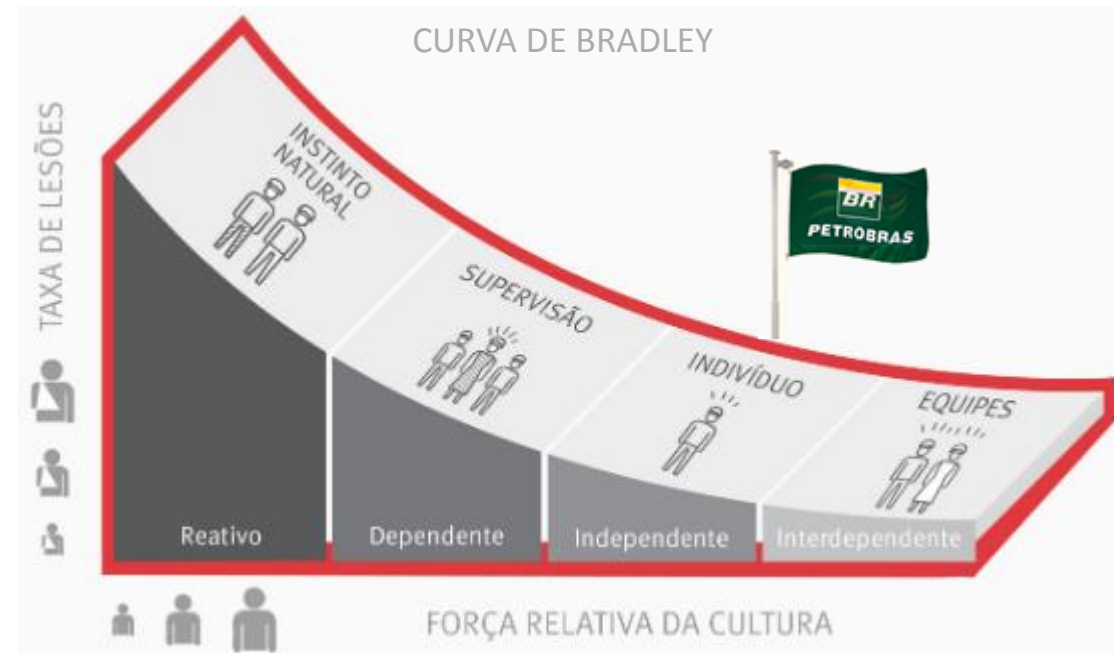 CURVA DE BRADLEY
TAXA DE LESÕES
INSTINTO
NATURAL
SUPERVISÃO
INDIVÍDUO
EQUIPES
BR
PETROBRAS
Reativo
Dependente
Independente
Interdependente
FORÇA RELATIVA DA CULTURA